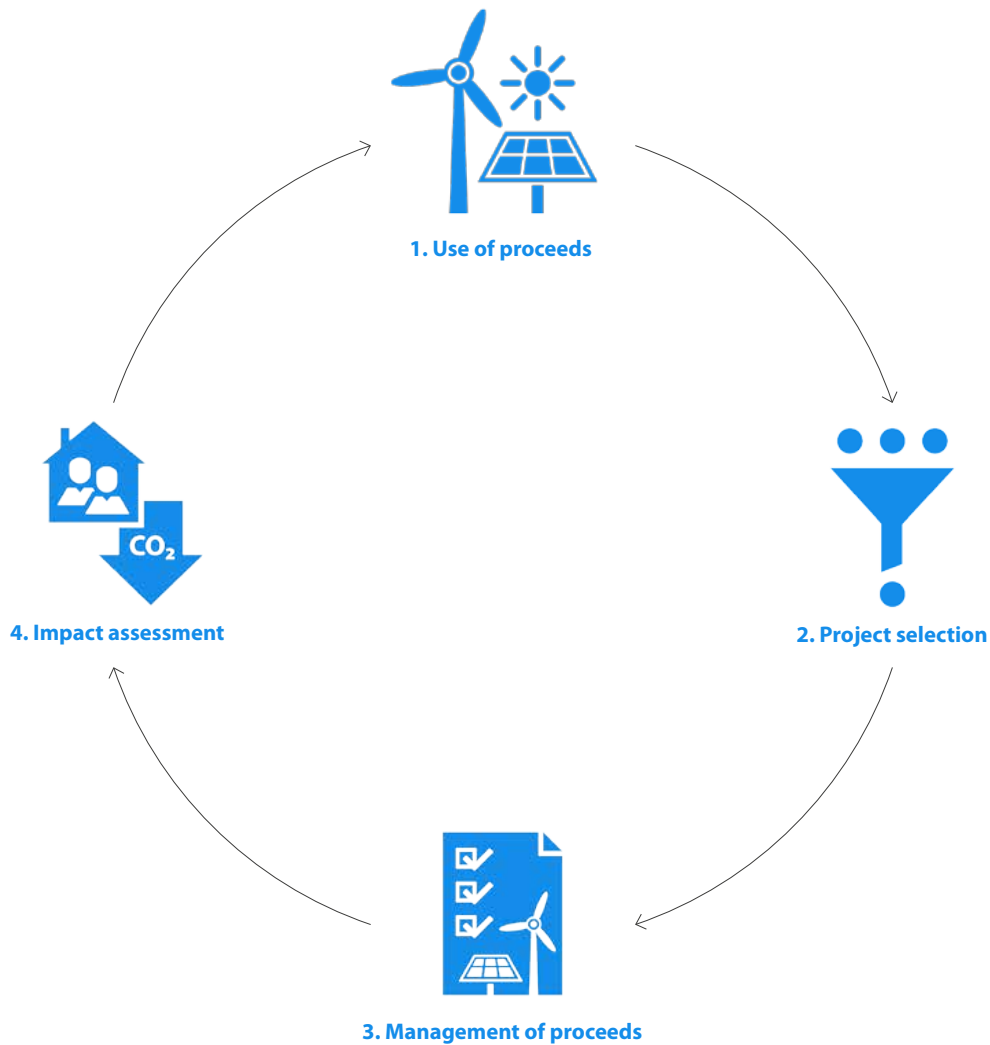 1. Use of proceeds
CO₂
4. Impact assessment
2. Project selection
3. Management of proceeds